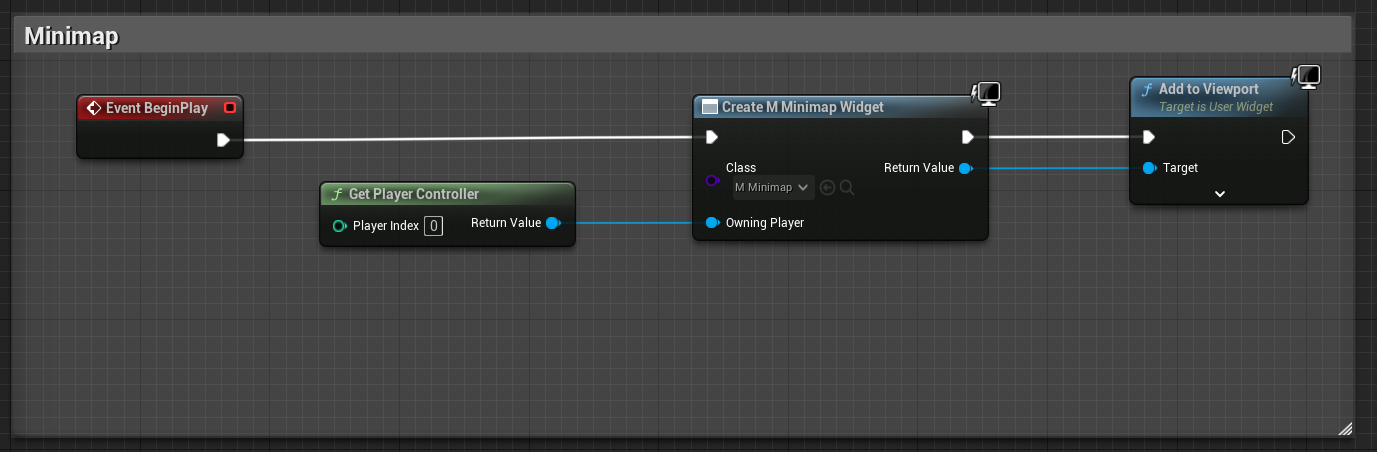 Minimap
Event BeginPlay
Get Player Controller
Player Index 0 Return Value
Create M Minimap Widget
Class
M Minimap
Return Value
Owning Player
Add to Viewport
Target is User Widget
Target